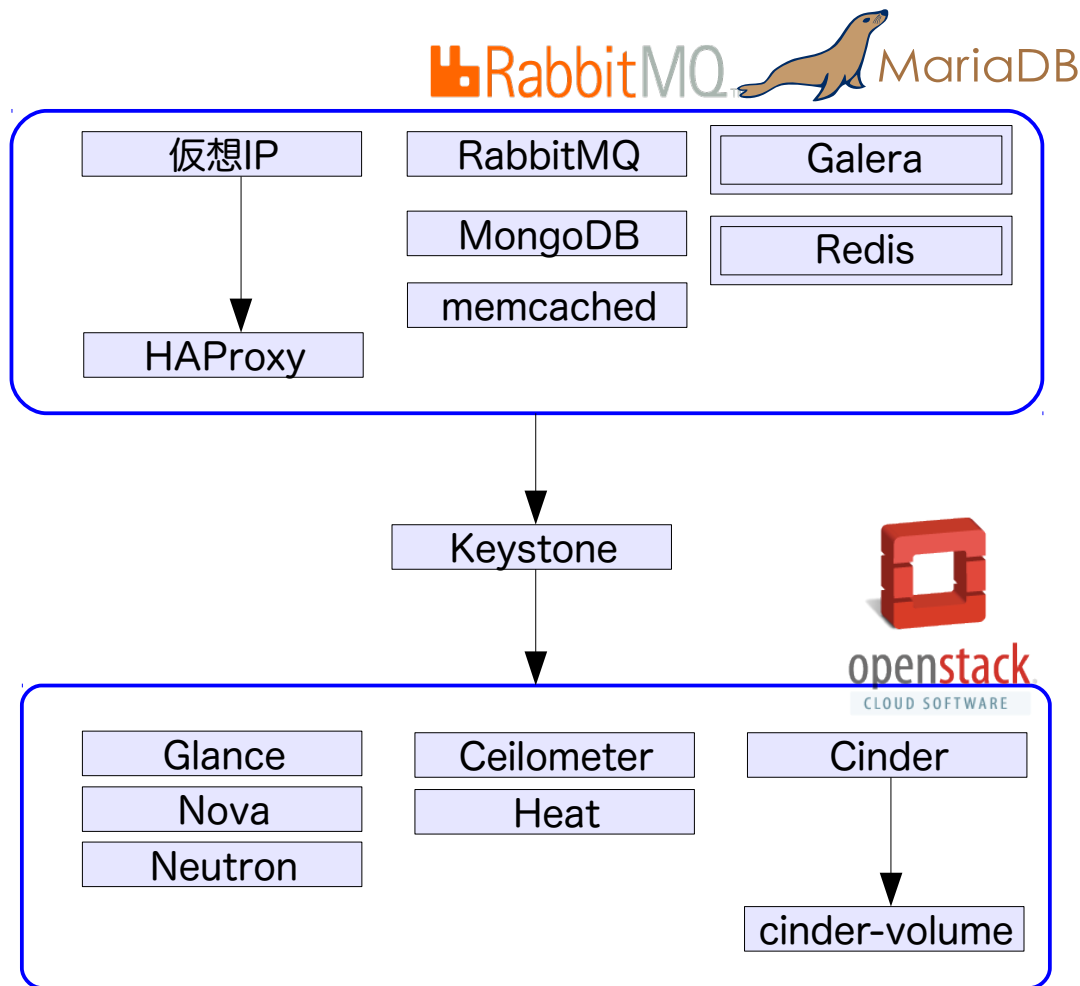 RabbitMQ
MariaDB
仮想IP
RabbitMQ
Galera
MongoDB
Redis
memcached
HAProxy
Keystone
openstack
CLOUD SOFTWARE
Glance
Ceilometer
Cinder
Nova
Heat
Neutron
cinder-volume